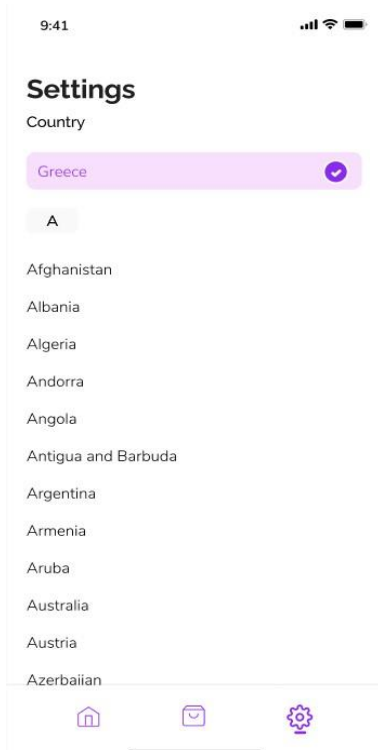 9:41
Settings
Country
Greece
A
Afghanistan
Albania
Algeria
Andorra
Angola
Antigua and Barbuda
Argentina
Armenia
Aruba
Australia
Austria
Azerbaijan